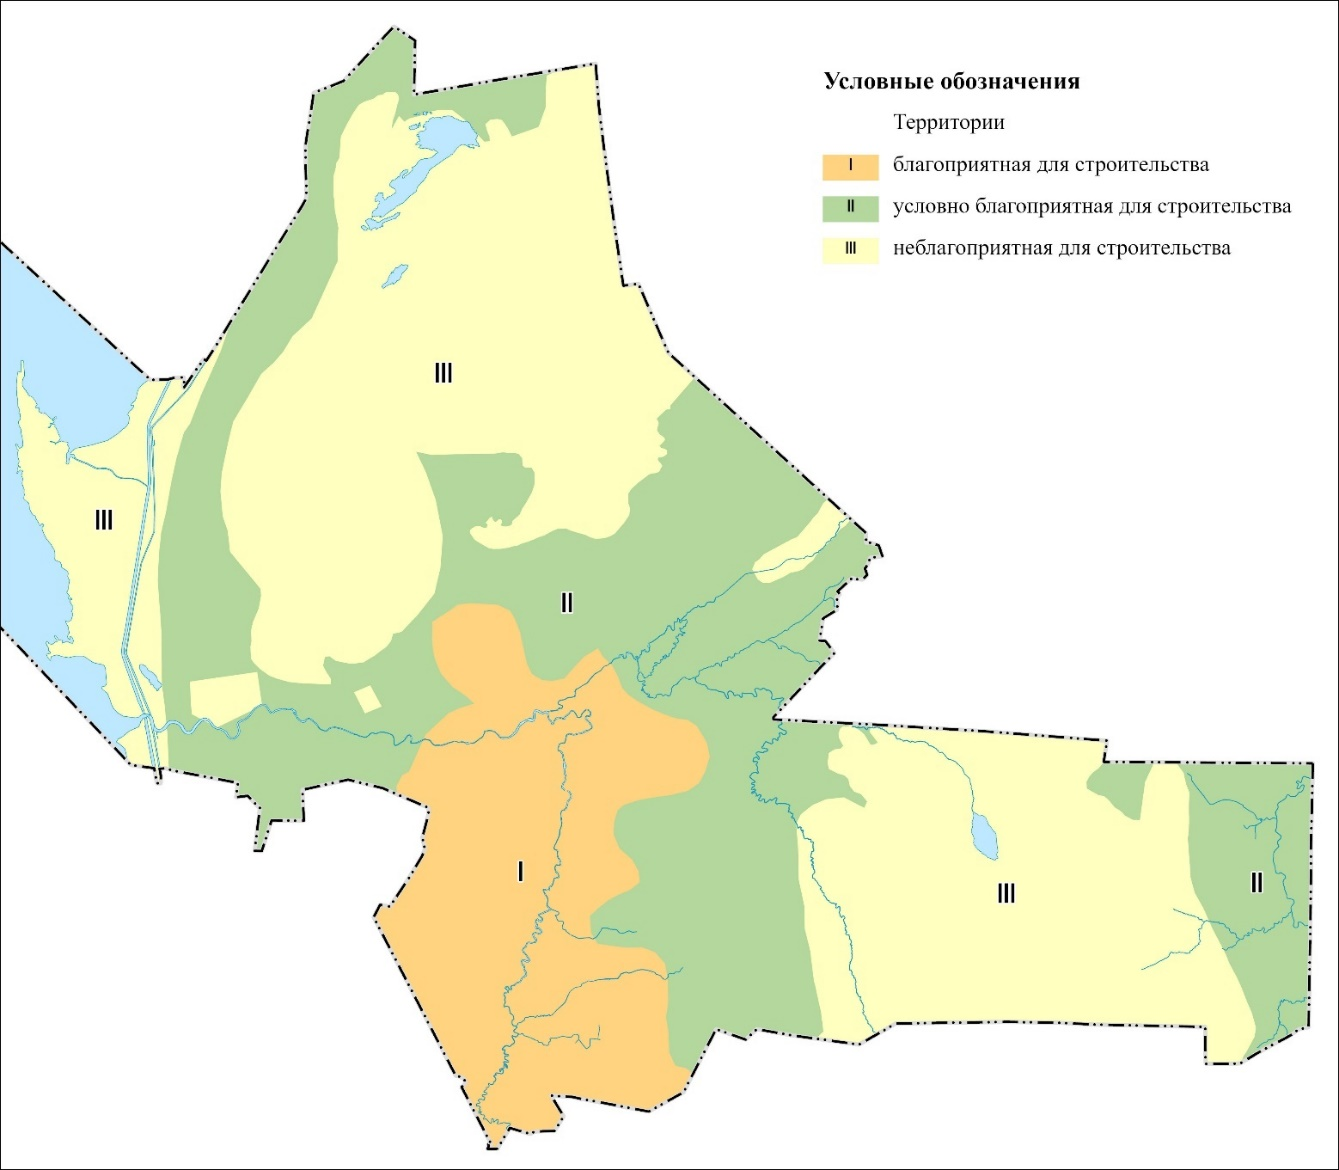 Условные обозначения
Территории
I благоприятная для строительства
II условно благоприятная для строительства
III неблагоприятная для строительства
III
III
II
I
III
II